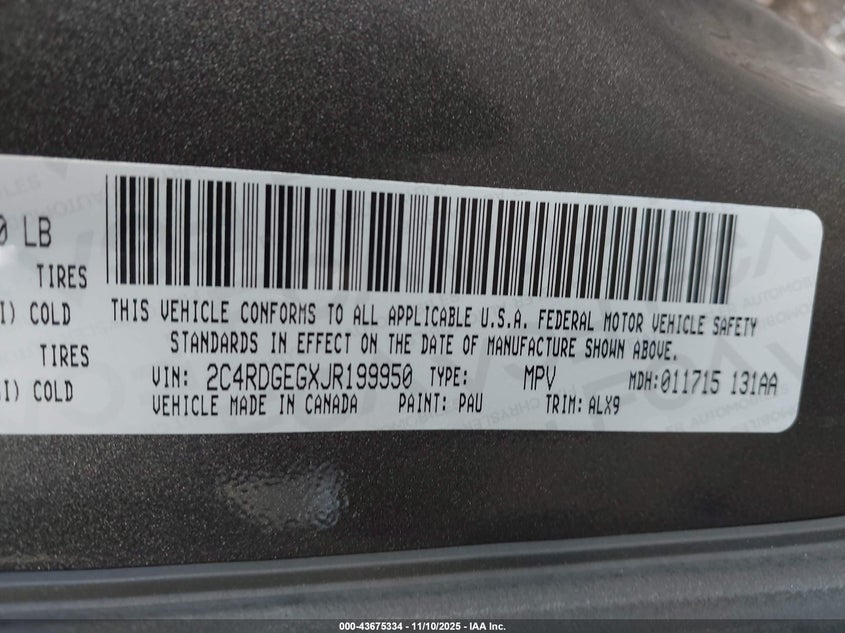 0 LB
TIRES
I) COLD
TIRES
I) COLD
THIS VEHICLE CONFORMS TO ALL APPLICABLE U.S.A. FEDERAL MOTOR VEHICLE SAFETY
STANDARDS IN EFFECT ON THE DATE OF MANUFACTURE SHOWN ABOVE.
VIN: 2C4RDGEGXJR199950 TYPE: MPV MDH:011715 131AA
VEHICLE MADE IN CANADA PAINT: PAU TRIM: ALX9
000-43675334 — 11/10/2025 — IAA Inc.